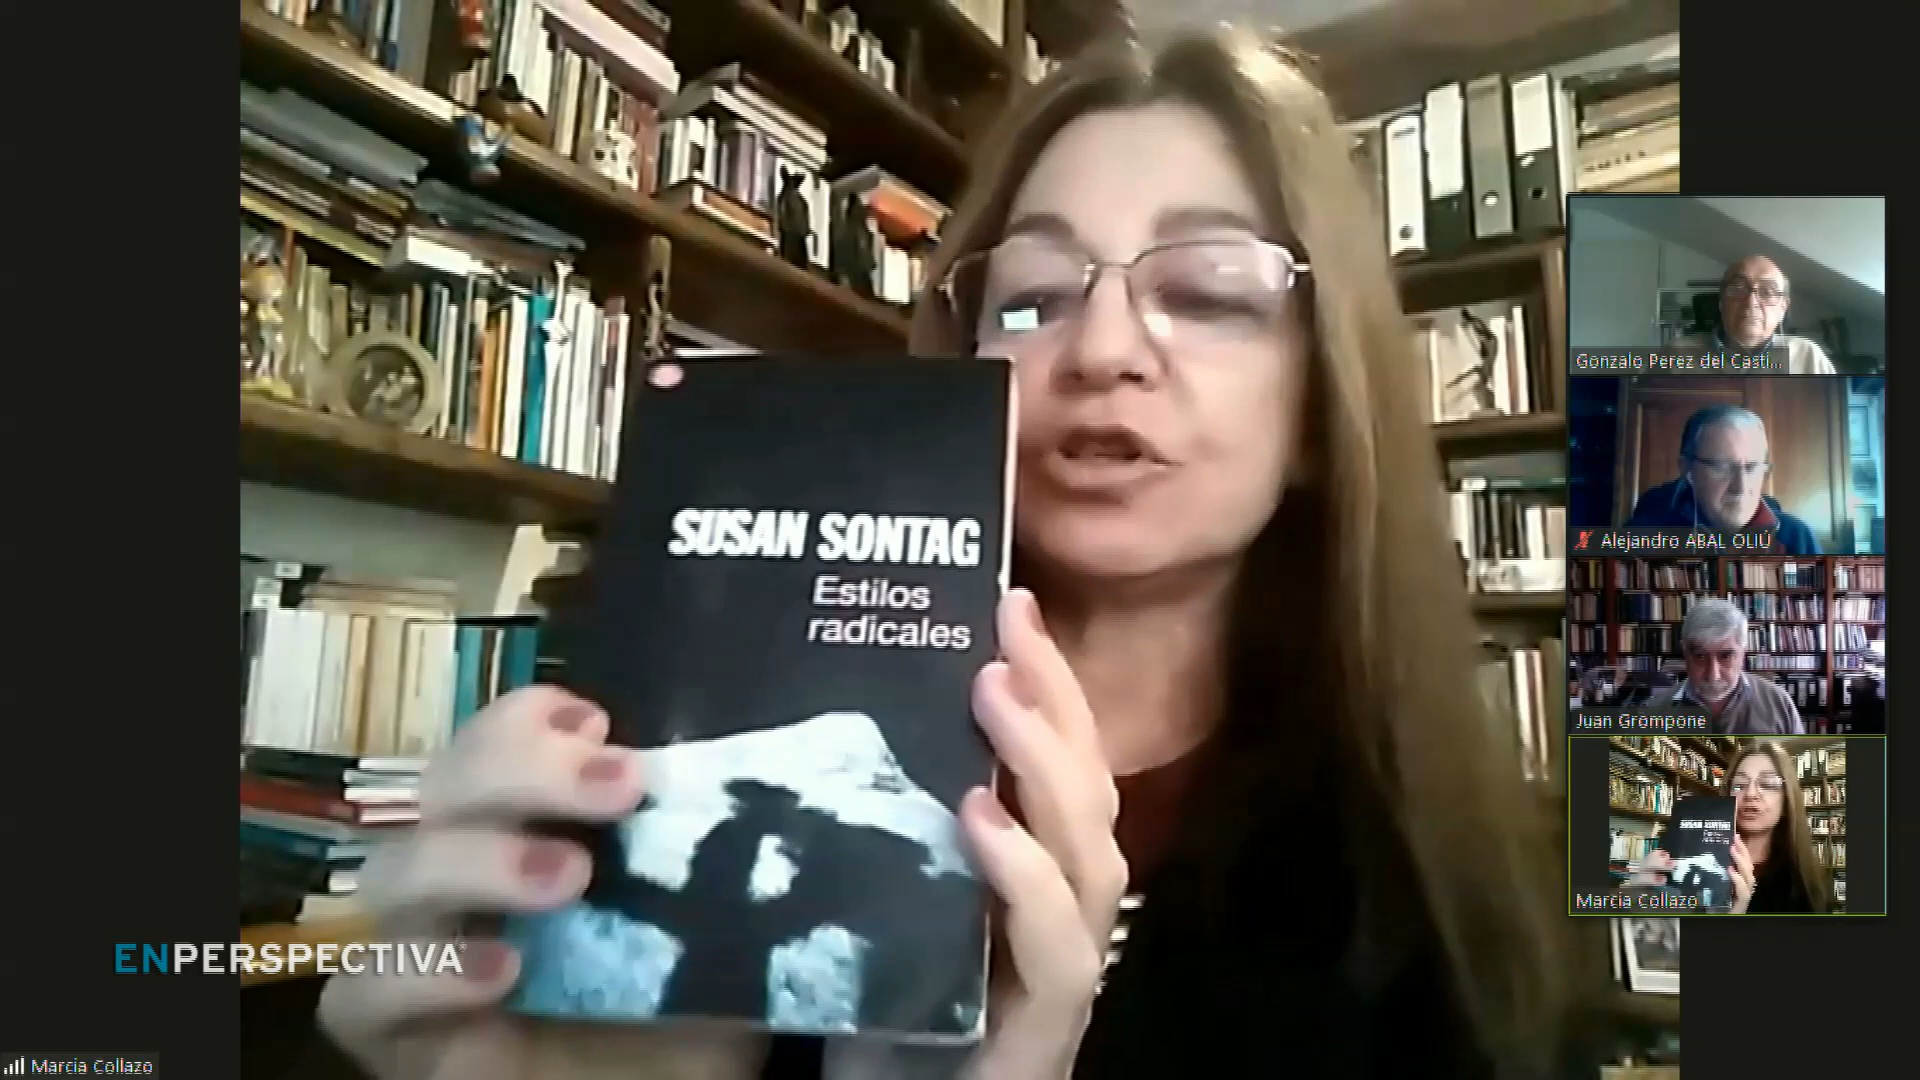 SUSAN SONTAG
Estilos
radicales
Gonzalo Perez del Casti...
Alejandro ABAL OLIÚ
Juan Grompone
Marcia Collazo
ENPERSPECTIVA
Marcia Collazo